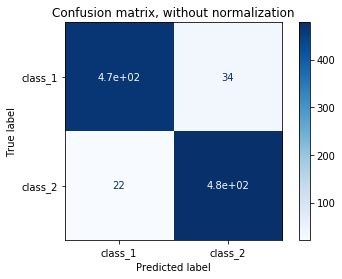 Confusion matrix, without normalization
True label
class_1
4.7e+02
34
class_2
22
4.8e+02
class_1
class_2
Predicted label
400
300
200
100